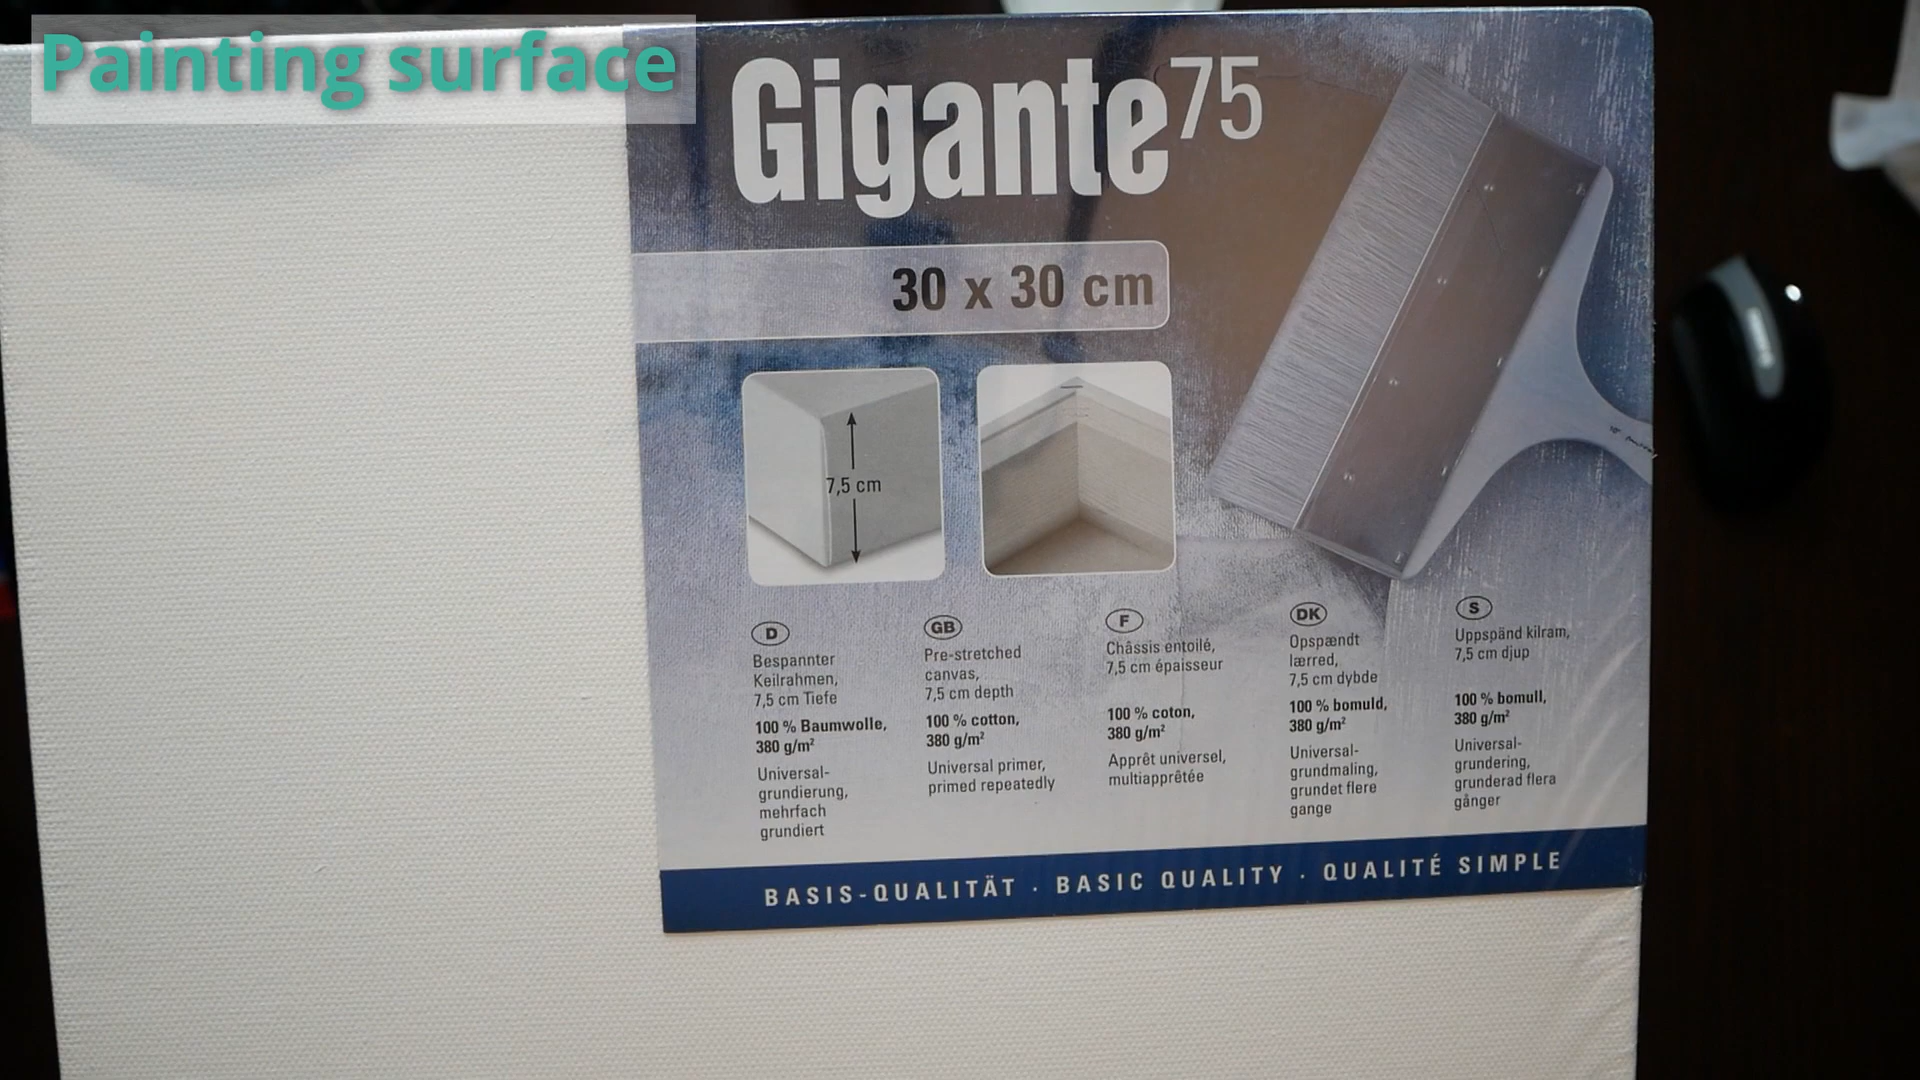 Painting surface
Gigante75
30 x 30 cm
7,5 cm
D
Bespannter
Keilrahmen,
7,5 cm Tiefe
100 % Baumwolle,
380 g/m²
Universal-
grundierung,
mehrfach
grundiert
GB
Pre-stretched
canvas,
7,5 cm depth
100 % cotton,
380 g/m²
Universal primer,
primed repeatedly
F
Châssis entoilé,
7,5 cm épaisseur
100 % coton,
380 g/m²
Apprêt universel,
multiapprêtée
DK
Opspændt
lærred,
7,5 cm dybde
100 % bomuld,
380 g/m²
Universal-
grundmaling,
grundet flere
gange
S
Uppspänd kilram,
7,5 cm djup
100 % bomull,
380 g/m²
Universal-
grundering,
grunderad flera
gånger
BASIS-QUALITÄT · BASIC QUALITY · QUALITÉ SIMPLE